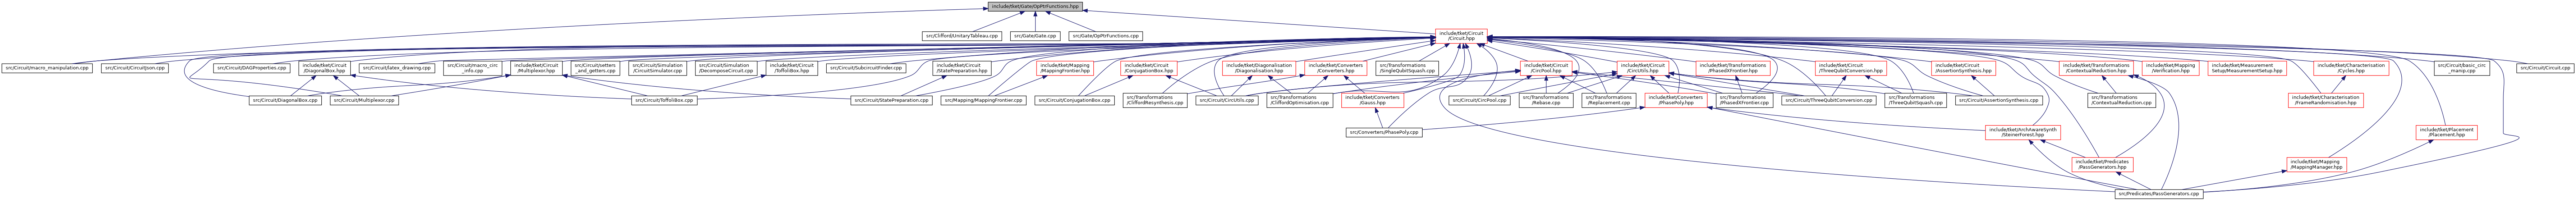 include/tket/Gate/OpPtrFunctions.hpp
src/Clifford/UnitaryTableau.cpp
src/Gate/Gate.cpp
src/Gate/OpPtrFunctions.cpp
include/tket/Circuit
/Circuit.hpp
src/Circuit/macro_manipulation.cpp
src/Circuit/CircuitJson.cpp
src/Circuit/DAGProperties.cpp
include/tket/Circuit
/DiagonalBox.hpp
src/Circuit/latex_drawing.cpp
src/Circuit/macro_circ
_info.cpp
include/tket/Circuit
/Multiplexor.hpp
src/Circuit/setters
_and_getters.cpp
src/Circuit/Simulation
/CircuitSimulator.cpp
src/Circuit/Simulation
/DecomposeCircuit.cpp
include/tket/Circuit
/ToffoliBox.hpp
src/Circuit/SubcircuitFinder.cpp
include/tket/Circuit
/StatePreparation.hpp
include/tket/Mapping
/MappingFrontier.hpp
include/tket/Circuit
/ConjugationBox.hpp
include/tket/Diagonalisation
/Diagonalisation.hpp
include/tket/Converters
/Converters.hpp
src/Transformations
/SingleQubitSquash.cpp
include/tket/Circuit
/CircPool.hpp
include/tket/Circuit
/CircUtils.hpp
include/tket/Transformations
/PhasedXFrontier.hpp
include/tket/Circuit
/ThreeQubitConversion.hpp
include/tket/Circuit
/AssertionSynthesis.hpp
include/tket/Transformations
/ContextualReduction.hpp
include/tket/Mapping
/Verification.hpp
include/tket/Measurement
Setup/MeasurementSetup.hpp
include/tket/Characterisation
/Cycles.hpp
src/Circuit/basic_circ
_manip.cpp
src/Circuit/Circuit.cpp
src/Circuit/DiagonalBox.cpp
src/Circuit/Multiplexor.cpp
src/Circuit/ToffoliBox.cpp
src/Circuit/StatePreparation.cpp
src/Mapping/MappingFrontier.cpp
src/Circuit/ConjugationBox.cpp
src/Transformations
/CliffordResynthesis.cpp
src/Circuit/CircUtils.cpp
src/Transformations
/CliffordOptimisation.cpp
include/tket/Converters
/Gauss.hpp
src/Circuit/CircPool.cpp
src/Transformations
/Rebase.cpp
src/Transformations
/Replacement.cpp
include/tket/Converters
/PhasePoly.hpp
src/Transformations
/PhasedXFrontier.cpp
src/Circuit/ThreeQubitConversion.cpp
src/Transformations
/ThreeQubitSquash.cpp
src/Circuit/AssertionSynthesis.cpp
src/Transformations
/ContextualReduction.cpp
include/tket/Characterisation
/FrameRandomisation.hpp
src/Converters/PhasePoly.cpp
include/tket/ArchAwareSynth
/SteinerForest.hpp
include/tket/Placement
/Placement.hpp
include/tket/Predicates
/PassGenerators.hpp
include/tket/Mapping
/MappingManager.hpp
src/Predicates/PassGenerators.cpp